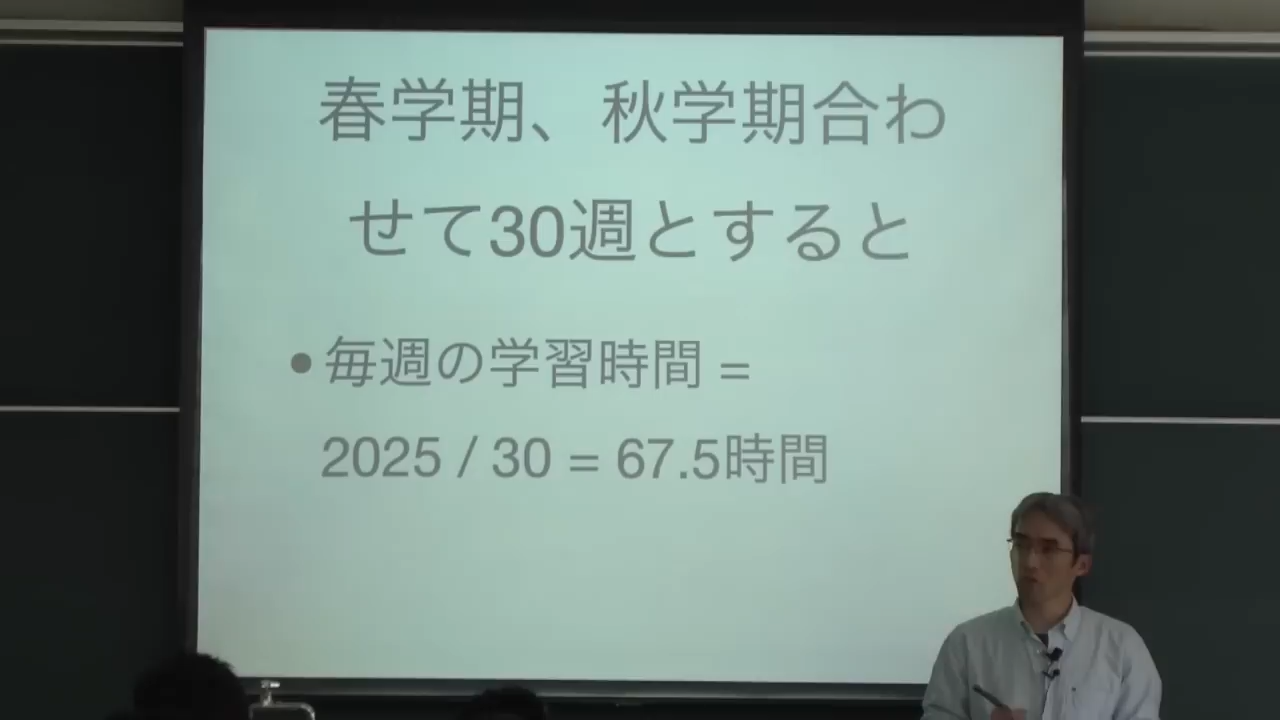 春学期、秋学期合わ
せて30週とすると
•毎週の学習時間 =
2025 / 30 = 67.5時間